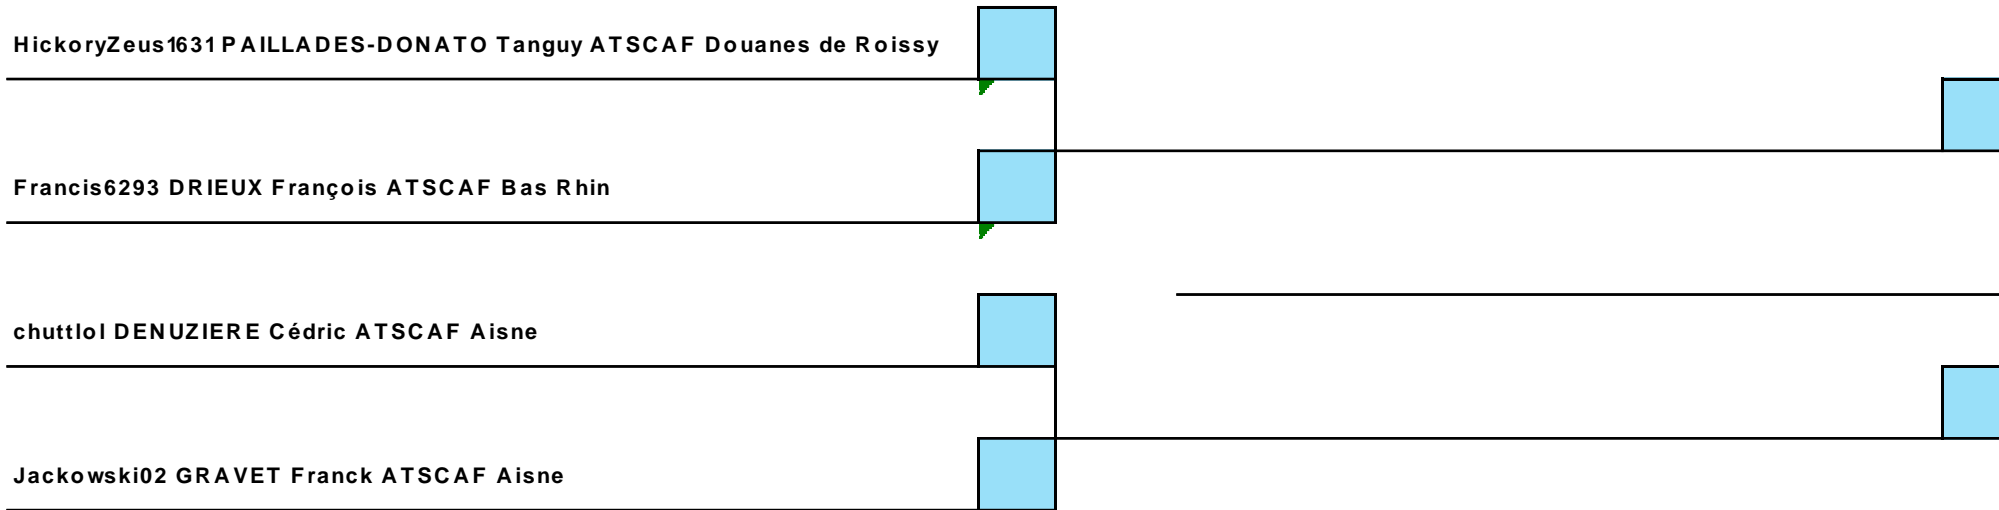 HickoryZeus1631 PAILLADES-DONATO Tanguy ATSCAF Douanes de Roissy
Francis6293 DRIEUX François ATSCAF Bas Rhin
chuttlol DENUZIERE Cédric ATSCAF Aisne
Jackowski02 GRAVET Franck ATSCAF Aisne